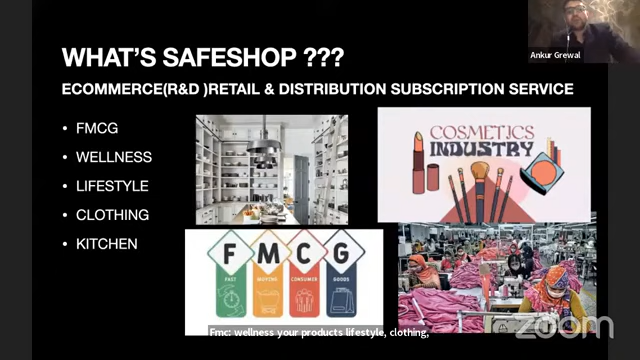 WHAT'S SAFESHOP ???
ECOMMERCE(R&D )RETAIL & DISTRIBUTION SUBSCRIPTION SERVICE
• FMCG
• WELLNESS
• LIFESTYLE
• CLOTHING
• KITCHEN
COSMETICS
INDUSTRY
F M C G
FAST MOVING CONSUMER GOODS
Ankur Grewal
Fmc: wellness your products lifestyle, clothing,
zoom